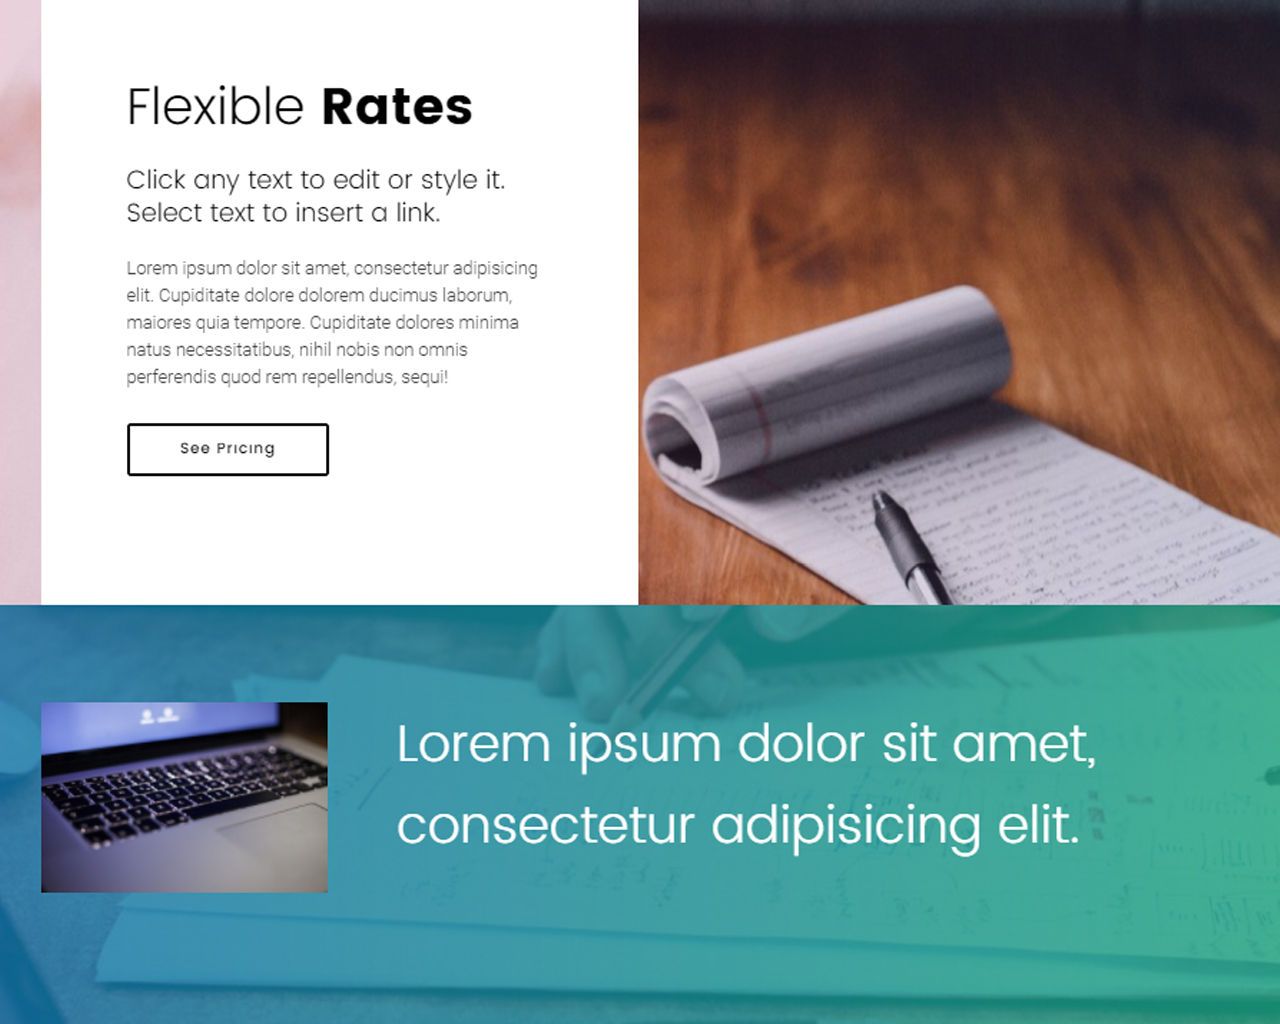 Flexible Rates
Click any text to edit or style it.
Select text to insert a link.
Lorem ipsum dolor sit amet, consectetur adipisicing
elit. Cupiditate dolore dolorem ducimus laborum,
maiores quia tempore. Cupiditate dolores minima
natus necessitatibus, nihil nobis non omnis
perferendis quod rem repellendus, sequi!
See Pricing
Lorem ipsum dolor sit amet,
consectetur adipisicing elit.